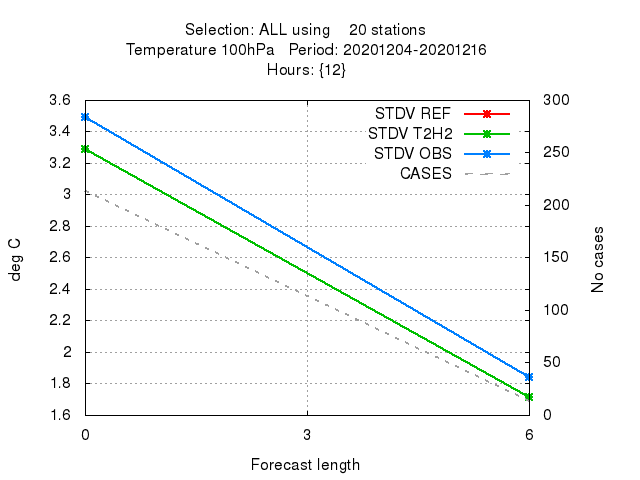 Selection: ALL using 20 stations
Temperature 100hPa Period: 20201204-20201216
Hours: {12}
STDV REF
STDV T2H2
STDV OBS
CASES
3.6
3.4
3.2
3
2.8
2.6
2.4
2.2
2
1.8
1.6
300
250
200
150
100
50
0
deg C
No cases
0
3
6
Forecast length